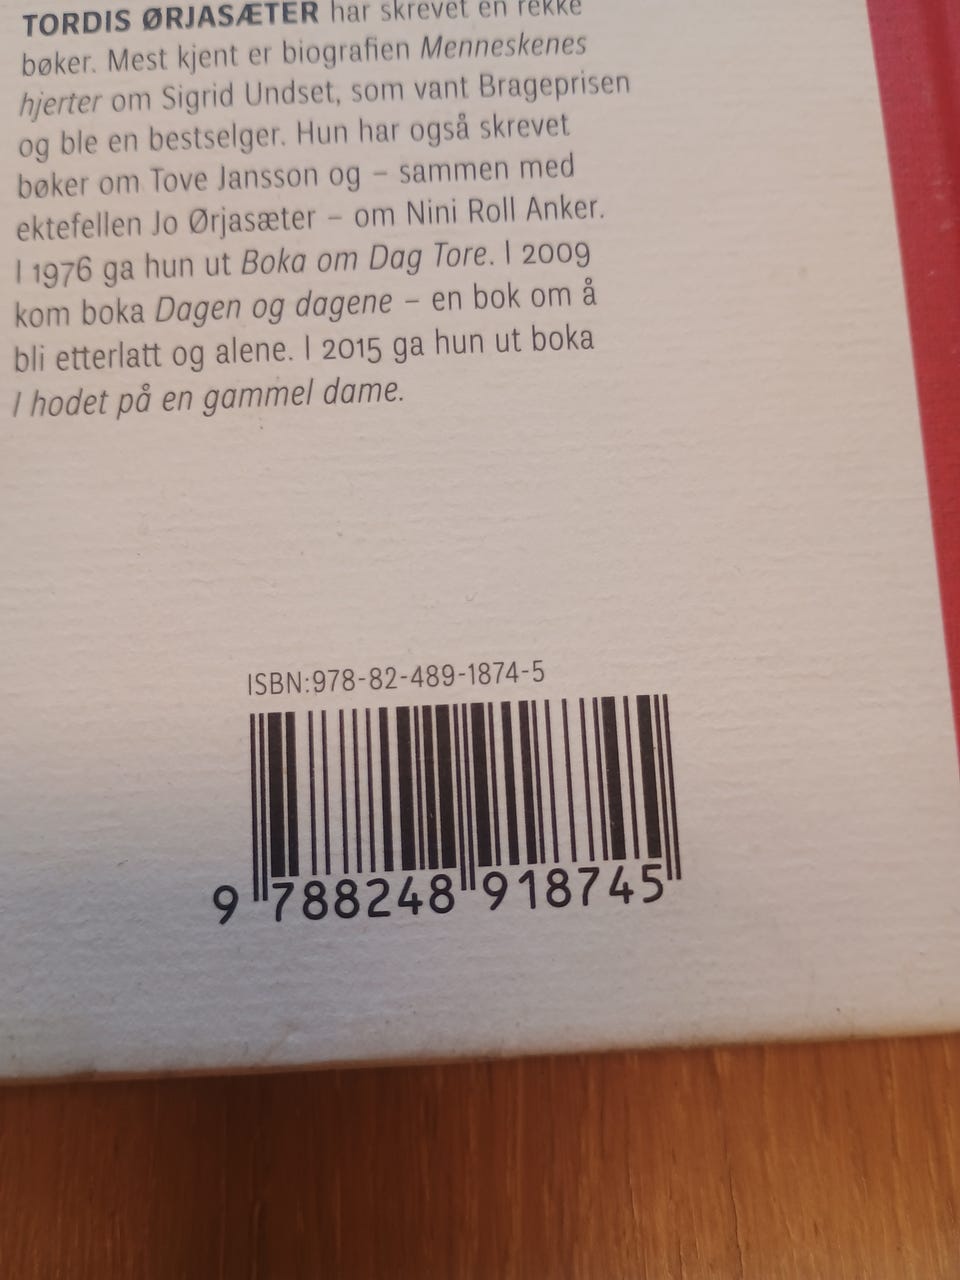 TORDIS ØRJASÆTER har skrevet en rekke
bøker. Mest kjent er biografien Menneskenes
hjerter om Sigrid Undset, som vant Brageprisen
og ble en bestselger. Hun har også skrevet
bøker om Tove Jansson og – sammen med
ektefellen Jo Ørjasæter – om Nini Roll Anker.
I 1976 ga hun ut Boka om Dag Tore. I 2009
kom boka Dagen og dagene – en bok om å
bli etterlatt og alene. I 2015 ga hun ut boka
I hodet på en gammel dame.
ISBN:978-82-489-1874-5
9 788248 918745